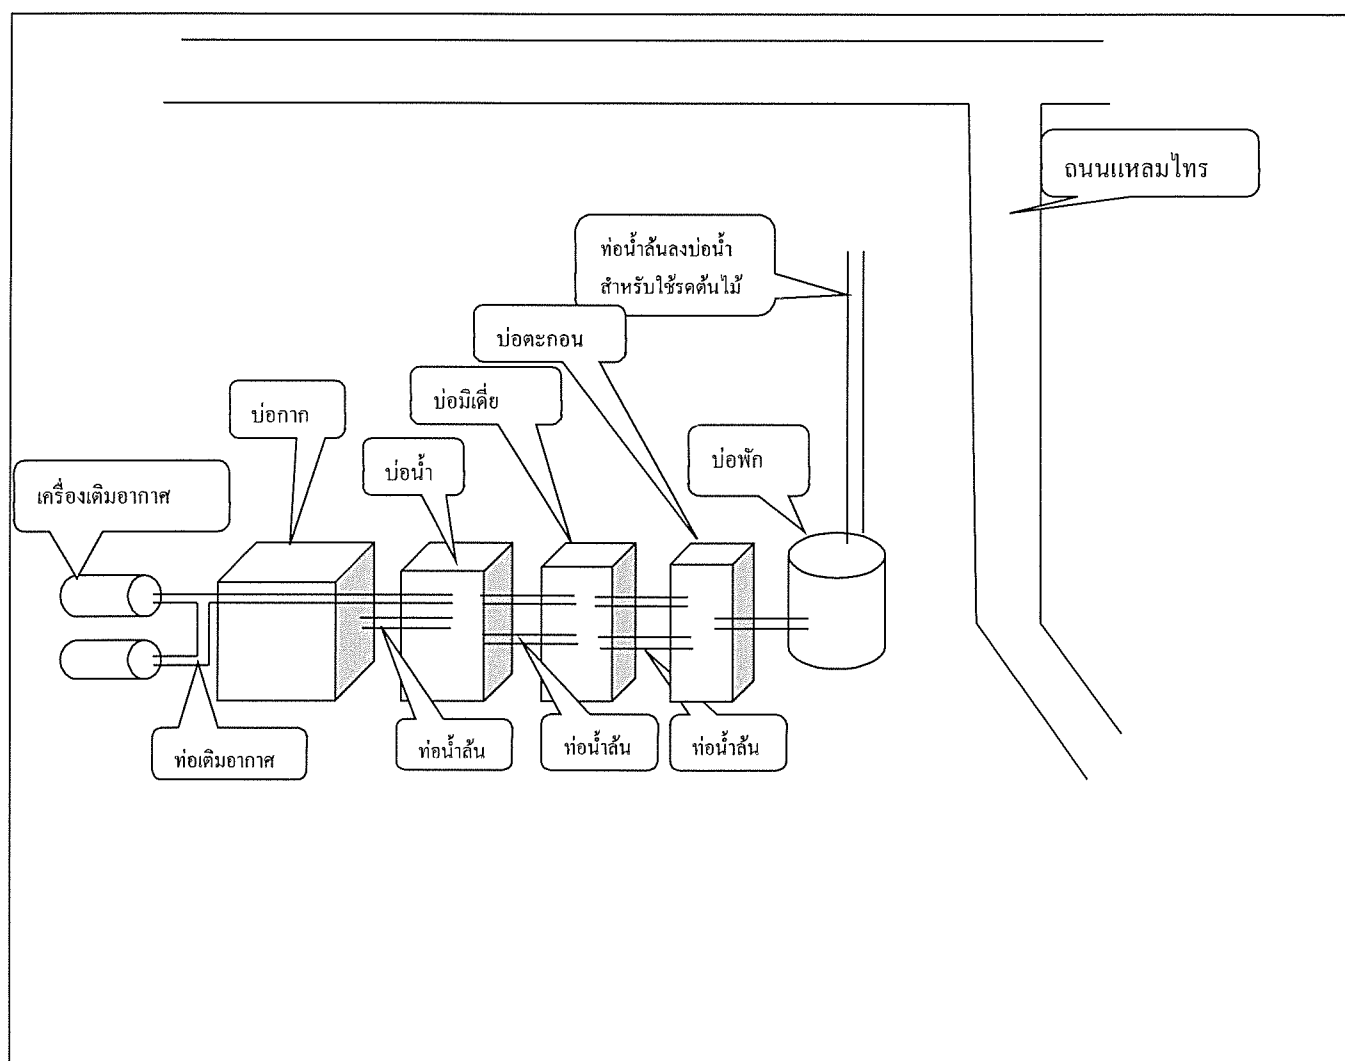 ถนนแหลมไทร
ท่อน้ำล้นลงบ่อน้ำ
สำหรับใช้รดต้นไม้
บ่อตะกอน
บ่อมิเดี่ย
บ่อกาก
บ่อน้ำ
บ่อพัก
เครื่องเติมอากาศ
ท่อเติมอากาศ
ท่อน้ำล้น
ท่อน้ำล้น
ท่อน้ำล้น